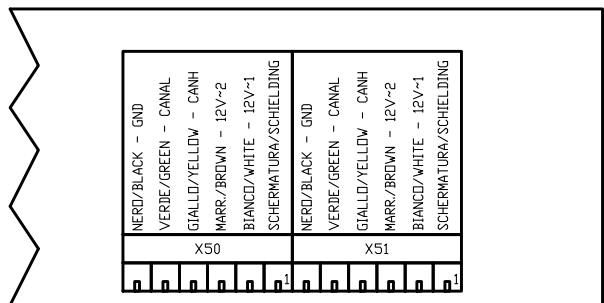 NERO/BLACK - GND
VERDE/GREEN - CANAL
GIALLO/YELLOW - CANH
MARR./BROWN - 12V~2
BIANCO/WHITE - 12V~1
SCHERMATURA/SCHIELDING
NERO/BLACK - GND
VERDE/GREEN - CANAL
GIALLO/YELLOW - CANH
MARR./BROWN - 12V~2
BIANCO/WHITE - 12V~1
SCHERMATURA/SCHIELDING
X50
X51
1
1